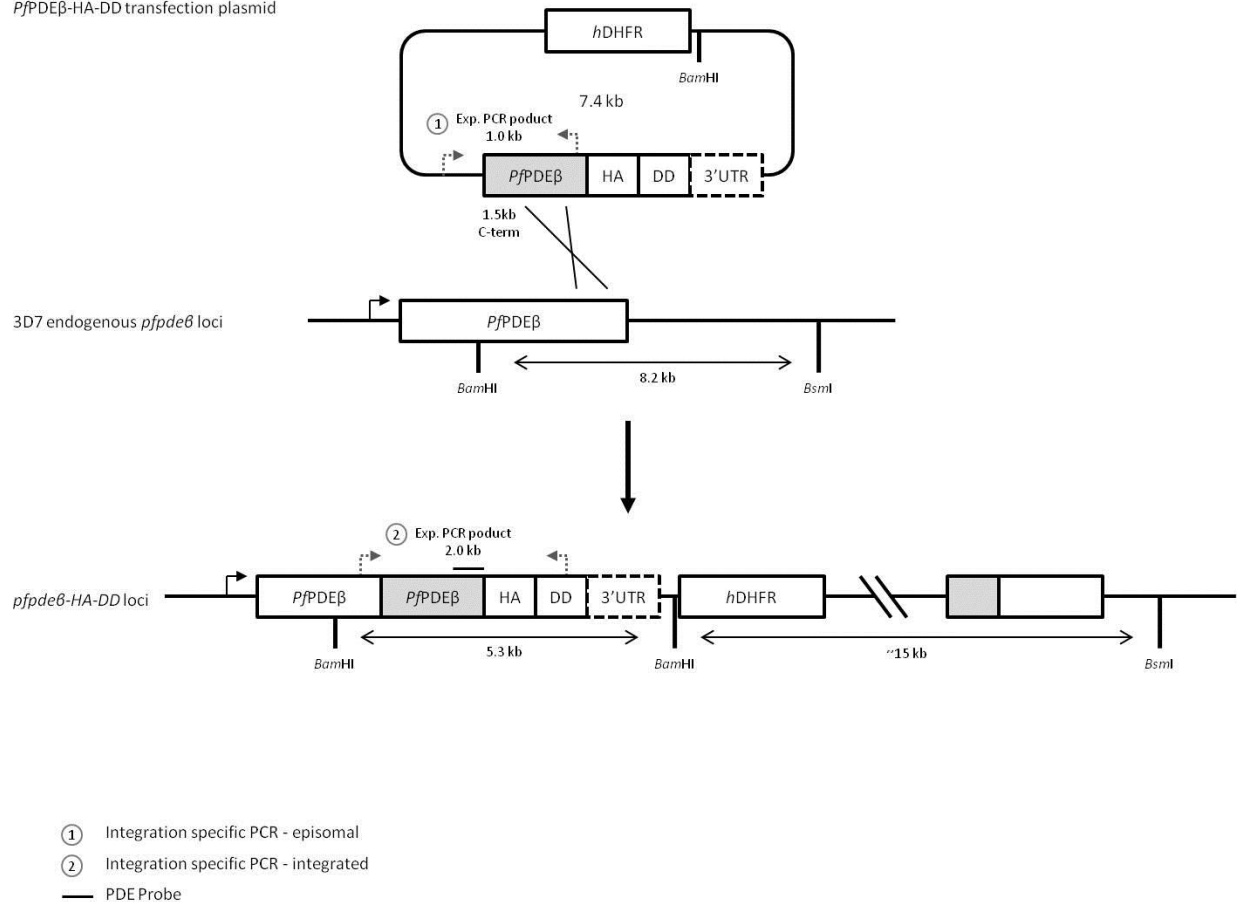 PfPDEβ-HA-DD transfection plasmid
hDHFR
BamHI
7.4 kb
1 Exp. PCR poduct
1.0 kb
PfPDEβ HA DD 3'UTR
1.5kb
C-term
3D7 endogenous pfpdeβ loci
PfPDEβ
8.2 kb
BamHI
BsmI
2 Exp. PCR poduct
2.0 kb
pfpdeβ-HA-DD loci
PfPDEβ PfPDEβ HA DD 3'UTR hDHFR
5.3 kb
~15 kb
BamHI BamHI BsmI
1 Integration specific PCR - episomal
2 Integration specific PCR - integrated
PDE Probe